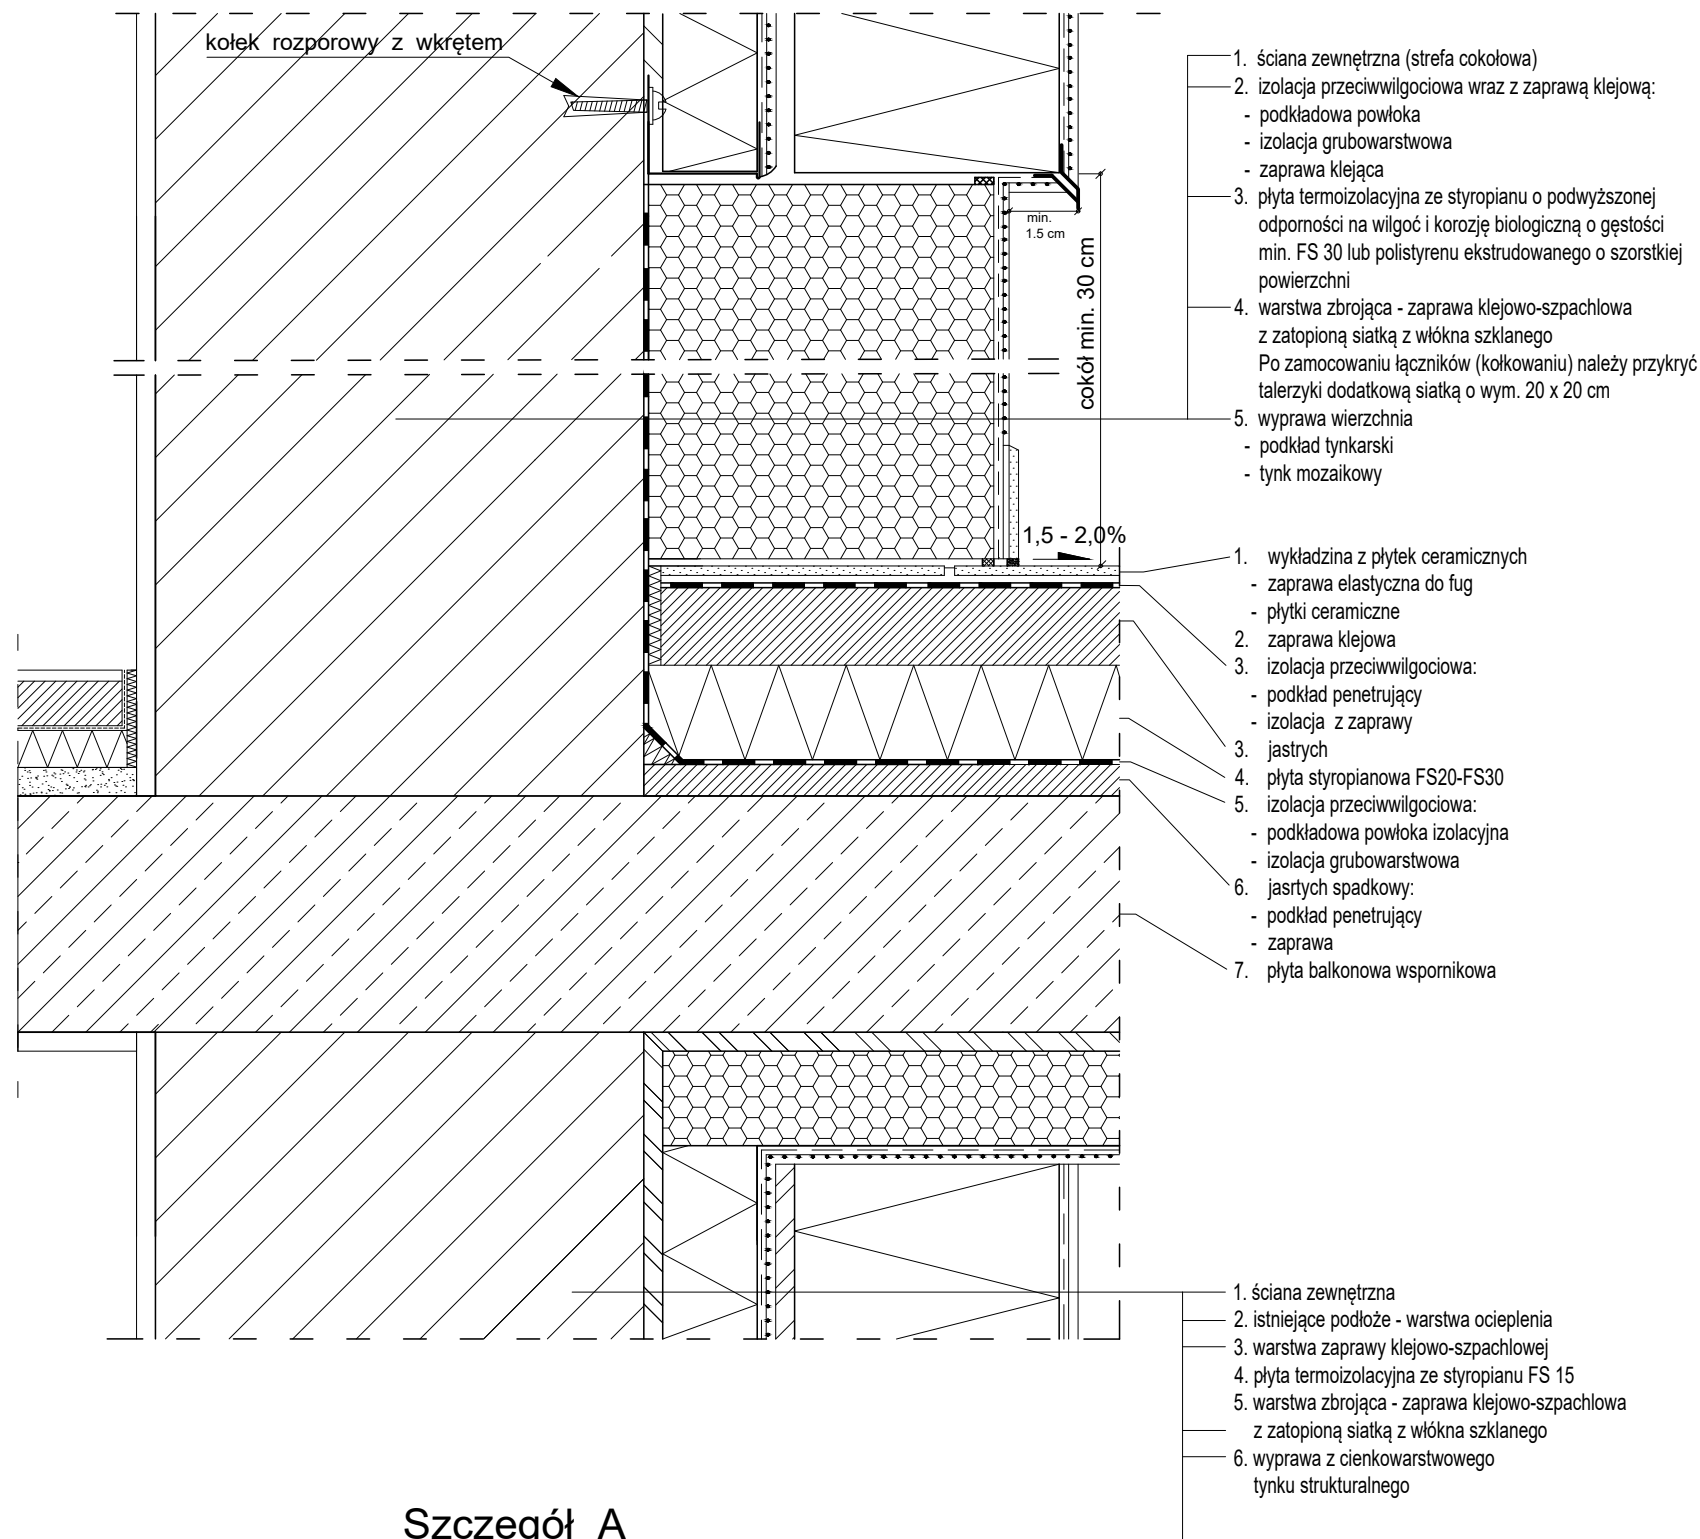 kołek rozporowy z wkrętem
1. ściana zewnętrzna (strefa cokołowa)
2. izolacja przeciwwilgociowa wraz z zaprawą klejową:
- podkładowa powłoka
- izolacja grubowarstwowa
- zaprawa klejąca
3. płyta termoizolacyjna ze styropianu o podwyższonej
odporności na wilgoć i korozję biologiczną o gęstości
min. FS 30 lub polistyrenu ekstrudowanego o szorstkiej
powierzchni
4. warstwa zbrojąca - zaprawa klejowo-szpachlowa
z zatopioną siatką z włókna szklanego
Po zamocowaniu łączników (kołkowaniu) należy przykryć
talerzyki dodatkową siatką o wym. 20 x 20 cm
5. wyprawa wierzchnia
- podkład tynkarski
- tynk mozaikowy
min.
1.5 cm
cokół min. 30 cm
1,5 - 2,0%
1. wykładzina z płytek ceramicznych
- zaprawa elastyczna do fug
- płytki ceramiczne
2. zaprawa klejowa
3. izolacja przeciwwilgociowa:
- podkład penetrujący
- izolacja z zaprawy
3. jastrych
4. płyta styropianowa FS20-FS30
5. izolacja przeciwwilgociowa:
- podkładowa powłoka izolacyjna
- izolacja grubowarstwowa
6. jasrtych spadkowy:
- podkład penetrujący
- zaprawa
7. płyta balkonowa wspornikowa
1. ściana zewnętrzna
2. istniejące podłoże - warstwa ocieplenia
3. warstwa zaprawy klejowo-szpachlowej
4. płyta termoizolacyjna ze styropianu FS 15
5. warstwa zbrojąca - zaprawa klejowo-szpachlowa
z zatopioną siatką z włókna szklanego
6. wyprawa z cienkowarstwowego
tynku strukturalnego
Szczegół A